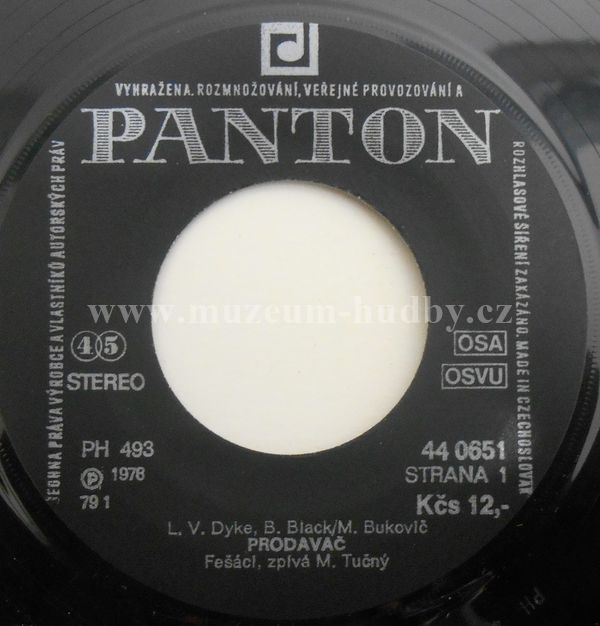 VYHRAŽENA. ROZMNOŽOVÁNÍ, VEŘEJNÉ PROVOZOVÁNÍ A
PANTON
ŠECHNA PRÁVA VÝROBCE A VLASTNÍKŮ AUTORSKÝCH PRÁV
ROZHLASOVÉ ŠÍŘENÍ ZAKÁZÁNO. MADE IN CZECHOSLOVAK
www.muzeum-hudby.cz
45
STEREO
OSA
OSVU
PH 493
Ⓟ 1978
79 1
44 0651
STRANA 1
Kčs 12,-
L. V. Dyke, B. Black/M. Bukovič
PRODAVAČ
Fešáci, zpívá M. Tučný